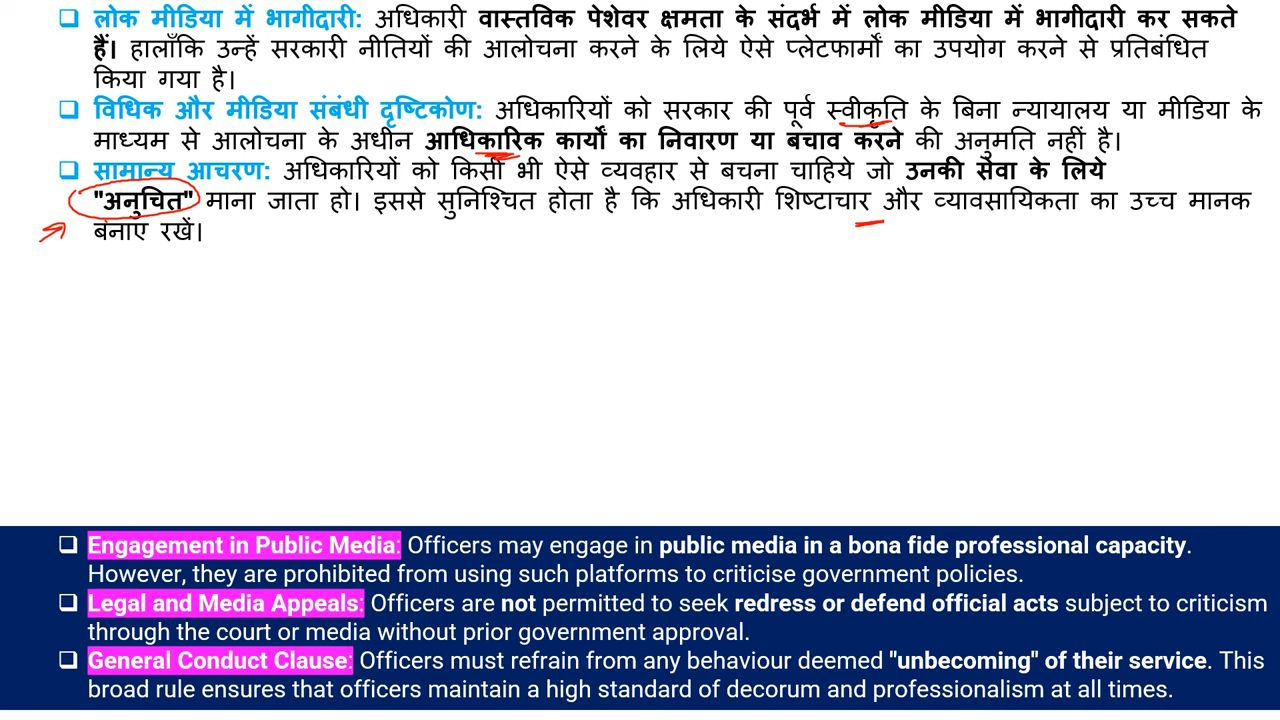 ❑ लोक मीडिया में भागीदारी: अधिकारी वास्तविक पेशेवर क्षमता के संदर्भ में लोक मीडिया में भागीदारी कर सकते
हैं। हालाँकि उन्हें सरकारी नीतियों की आलोचना करने के लिये ऐसे प्लेटफार्मों का उपयोग करने से प्रतिबंधित
किया गया है।
❑ विधिक और मीडिया संबंधी दृष्टिकोण: अधिकारियों को सरकार की पूर्व स्वीकृति के बिना न्यायालय या मीडिया के
माध्यम से आलोचना के अधीन आधिकारिक कार्यों का निवारण या बचाव करने की अनुमति नहीं है।
❑ सामान्य आचरण: अधिकारियों को किसी भी ऐसे व्यवहार से बचना चाहिये जो उनकी सेवा के लिये
"अनुचित" माना जाता हो। इससे सुनिश्चित होता है कि अधिकारी शिष्टाचार और व्यावसायिकता का उच्च मानक
बनाए रखें।
❑ Engagement in Public Media: Officers may engage in public media in a bona fide professional capacity.
However, they are prohibited from using such platforms to criticise government policies.
❑ Legal and Media Appeals: Officers are not permitted to seek redress or defend official acts subject to criticism
through the court or media without prior government approval.
❑ General Conduct Clause: Officers must refrain from any behaviour deemed "unbecoming" of their service. This
broad rule ensures that officers maintain a high standard of decorum and professionalism at all times.